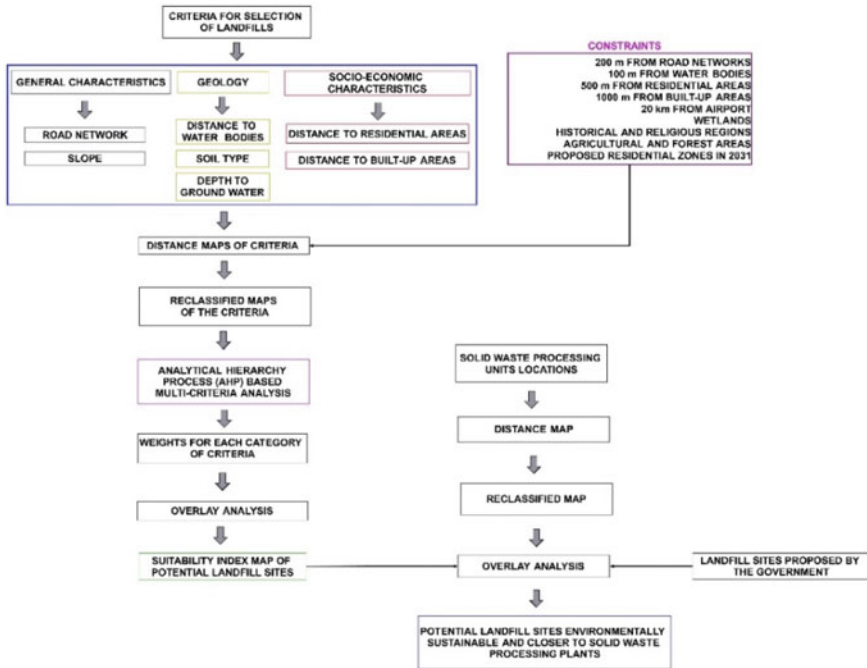 CRITERIA FOR SELECTION
OF LANDFILLS
GENERAL CHARACTERISTICS
ROAD NETWORK
SLOPE
GEOLOGY
DISTANCE TO
WATER BODIES
SOIL TYPE
DEPTH TO
GROUND WATER
SOCIO-ECONOMIC
CHARACTERISTICS
DISTANCE TO RESIDENTIAL AREAS
DISTANCE TO BUILT-UP AREAS
CONSTRAINTS
200 m FROM ROAD NETWORKS
100 m FROM WATER BODIES
500 m FROM RESIDENTIAL AREAS
1000 m FROM BUILT-UP AREAS
20 km FROM AIRPORT
WETLANDS
HISTORICAL AND RELIGIOUS REGIONS
AGRICULTURAL AND FOREST AREAS
PROPOSED RESIDENTIAL ZONES IN 2031
DISTANCE MAPS OF CRITERIA
RECLASSIFIED MAPS
OF THE CRITERIA
ANALYTICAL HIERARCHY
PROCESS (AHP) BASED
MULTI-CRITERIA ANALYSIS
WEIGHTS FOR EACH CATEGORY
OF CRITERIA
OVERLAY ANALYSIS
SUITABILITY INDEX MAP OF
POTENTIAL LANDFILL SITES
SOLID WASTE PROCESSING
UNITS LOCATIONS
DISTANCE MAP
RECLASSIFIED MAP
OVERLAY ANALYSIS
LANDFILL SITES PROPOSED BY
THE GOVERNMENT
POTENTIAL LANDFILL SITES ENVIRONMENTALLY
SUSTAINABLE AND CLOSER TO SOLID WASTE
PROCESSING PLANTS